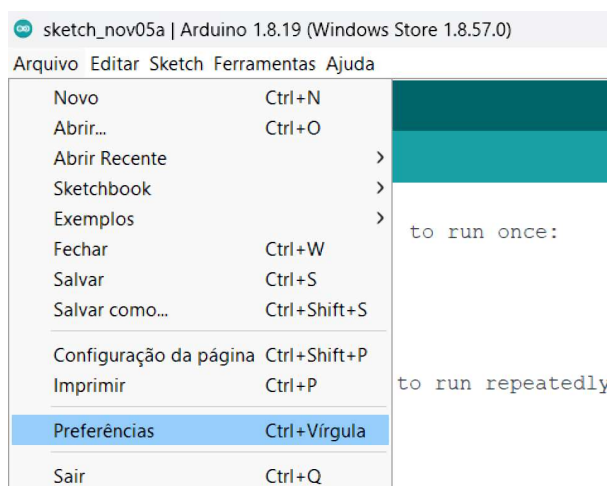 sketch_nov05a | Arduino 1.8.19 (Windows Store 1.8.57.0)
Arquivo Editar Sketch Ferramentas Ajuda
Novo Ctrl+N
Abrir... Ctrl+O
Abrir Recente >
Sketchbook >
Exemplos >
to run once:
Fechar Ctrl+W
Salvar Ctrl+S
Salvar como... Ctrl+Shift+S
Configuração da página Ctrl+Shift+P
Imprimir Ctrl+P
to run repeatedly
Preferências Ctrl+Vírgula
Sair Ctrl+Q